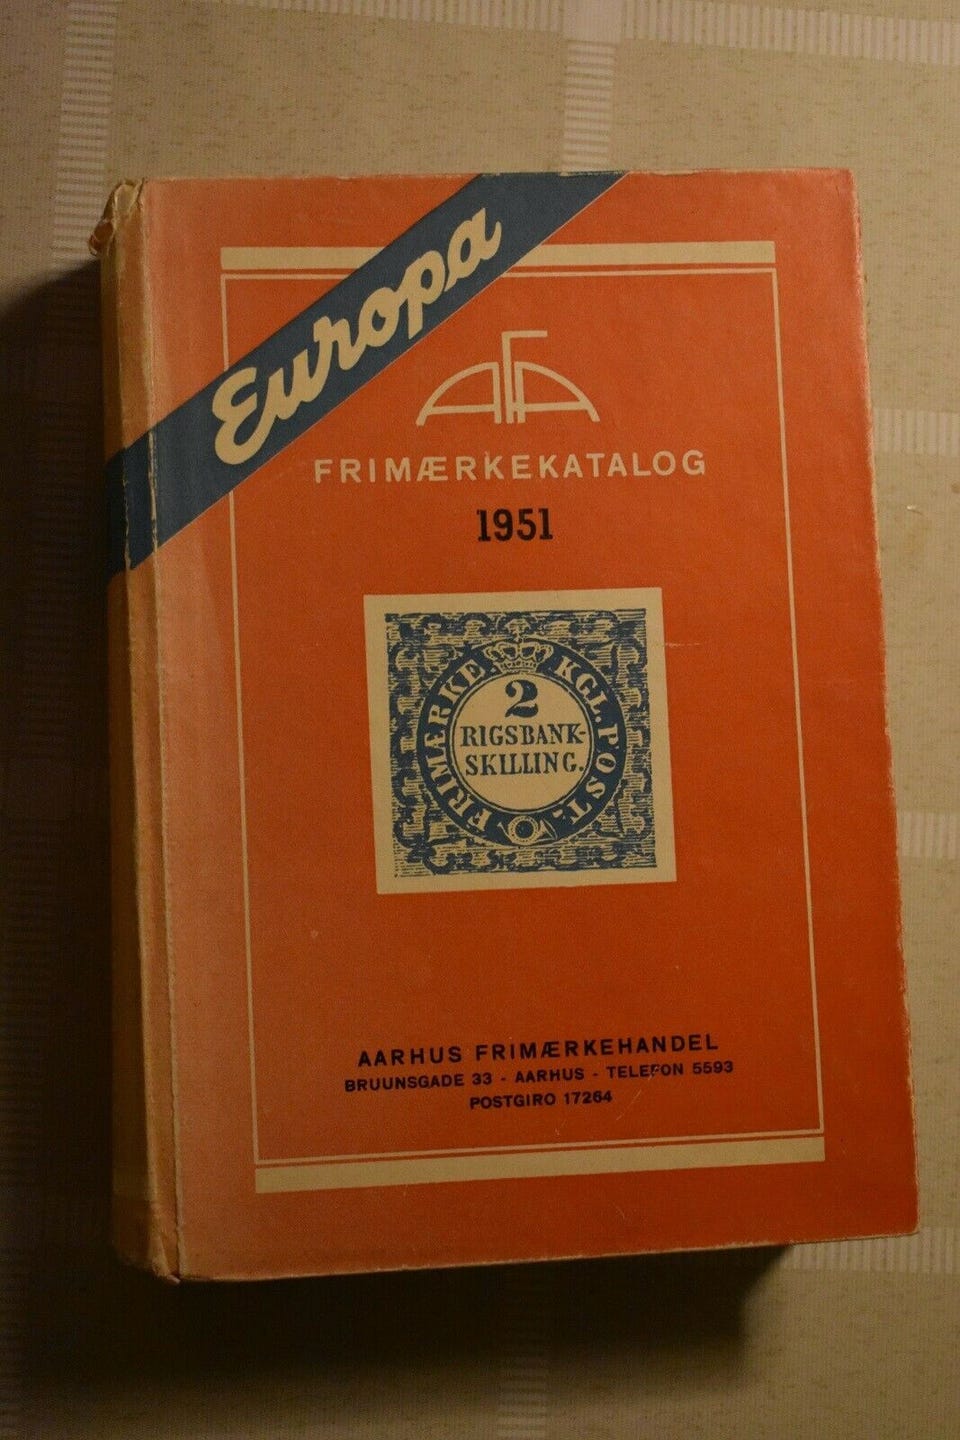 Europa
AFA
FRIMÆRKEKATALOG
1951
FRIMÆRKE KGL. POST
2
RIGSBANK-
SKILLING.
AARHUS FRIMÆRKEHANDEL
BRUUNSGADE 33 - AARHUS - TELEFON 5593
POSTGIRO 17264